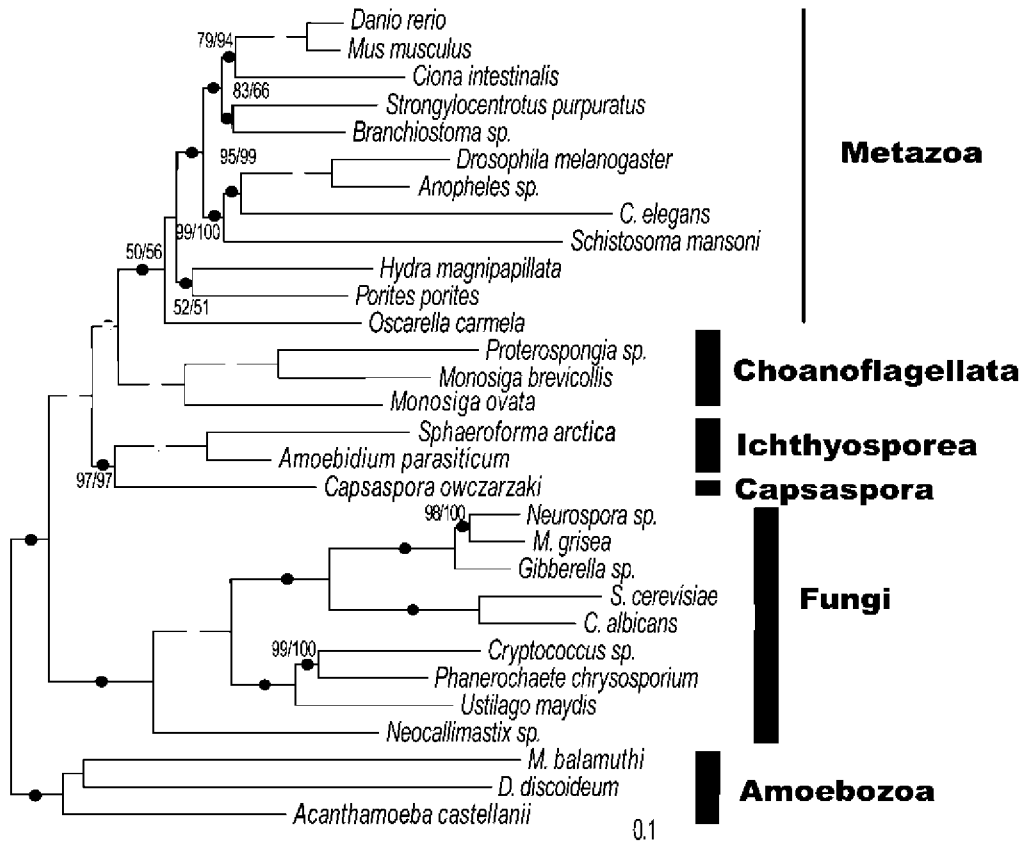 Danio rerio
79/94
Mus musculus
Ciona intestinalis
83/66
Strongylocentrotus purpuratus
Branchiostoma sp.
Metazoa
95/99
Drosophila melanogaster
Anopheles sp.
C. elegans
99/100
Schistosoma mansoni
50/56
Hydra magnipapillata
Porites porites
52/51
Oscarella carmela
Proterospongia sp.
Choanoflagellata
Monosiga brevicollis
Monosiga ovata
Sphaeroforma arctica
Ichthyosporea
Amoebidium parasiticum
97/97
Capsaspora owczarzaki
Capsaspora
98/100
Neurospora sp.
M. grisea
Gibberella sp.
S. cerevisiae
Fungi
C. albicans
99/100
Cryptococcus sp.
Phanerochaete chrysosporium
Ustilago maydis
Neocallimastix sp.
M. balamuthi
D. discoideum
Amoebozoa
Acanthamoeba castellanii
0.1